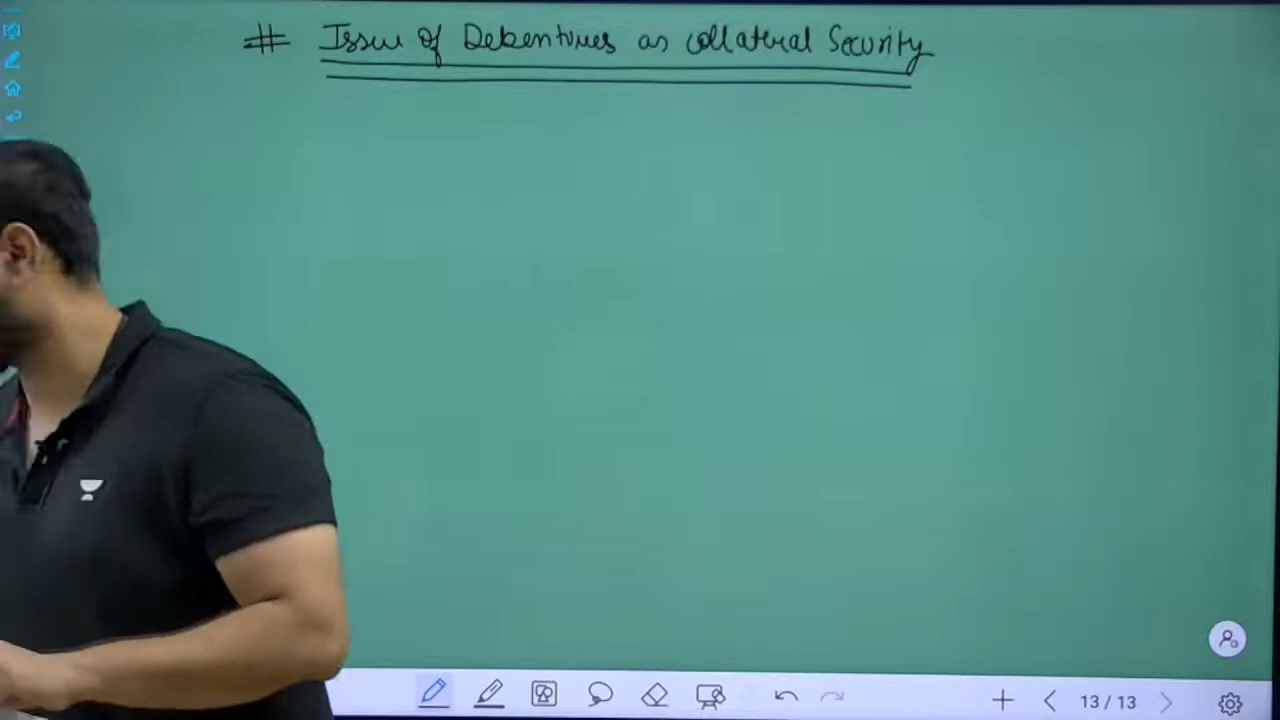 # Issue of Debentures as collateral Security
13 / 13